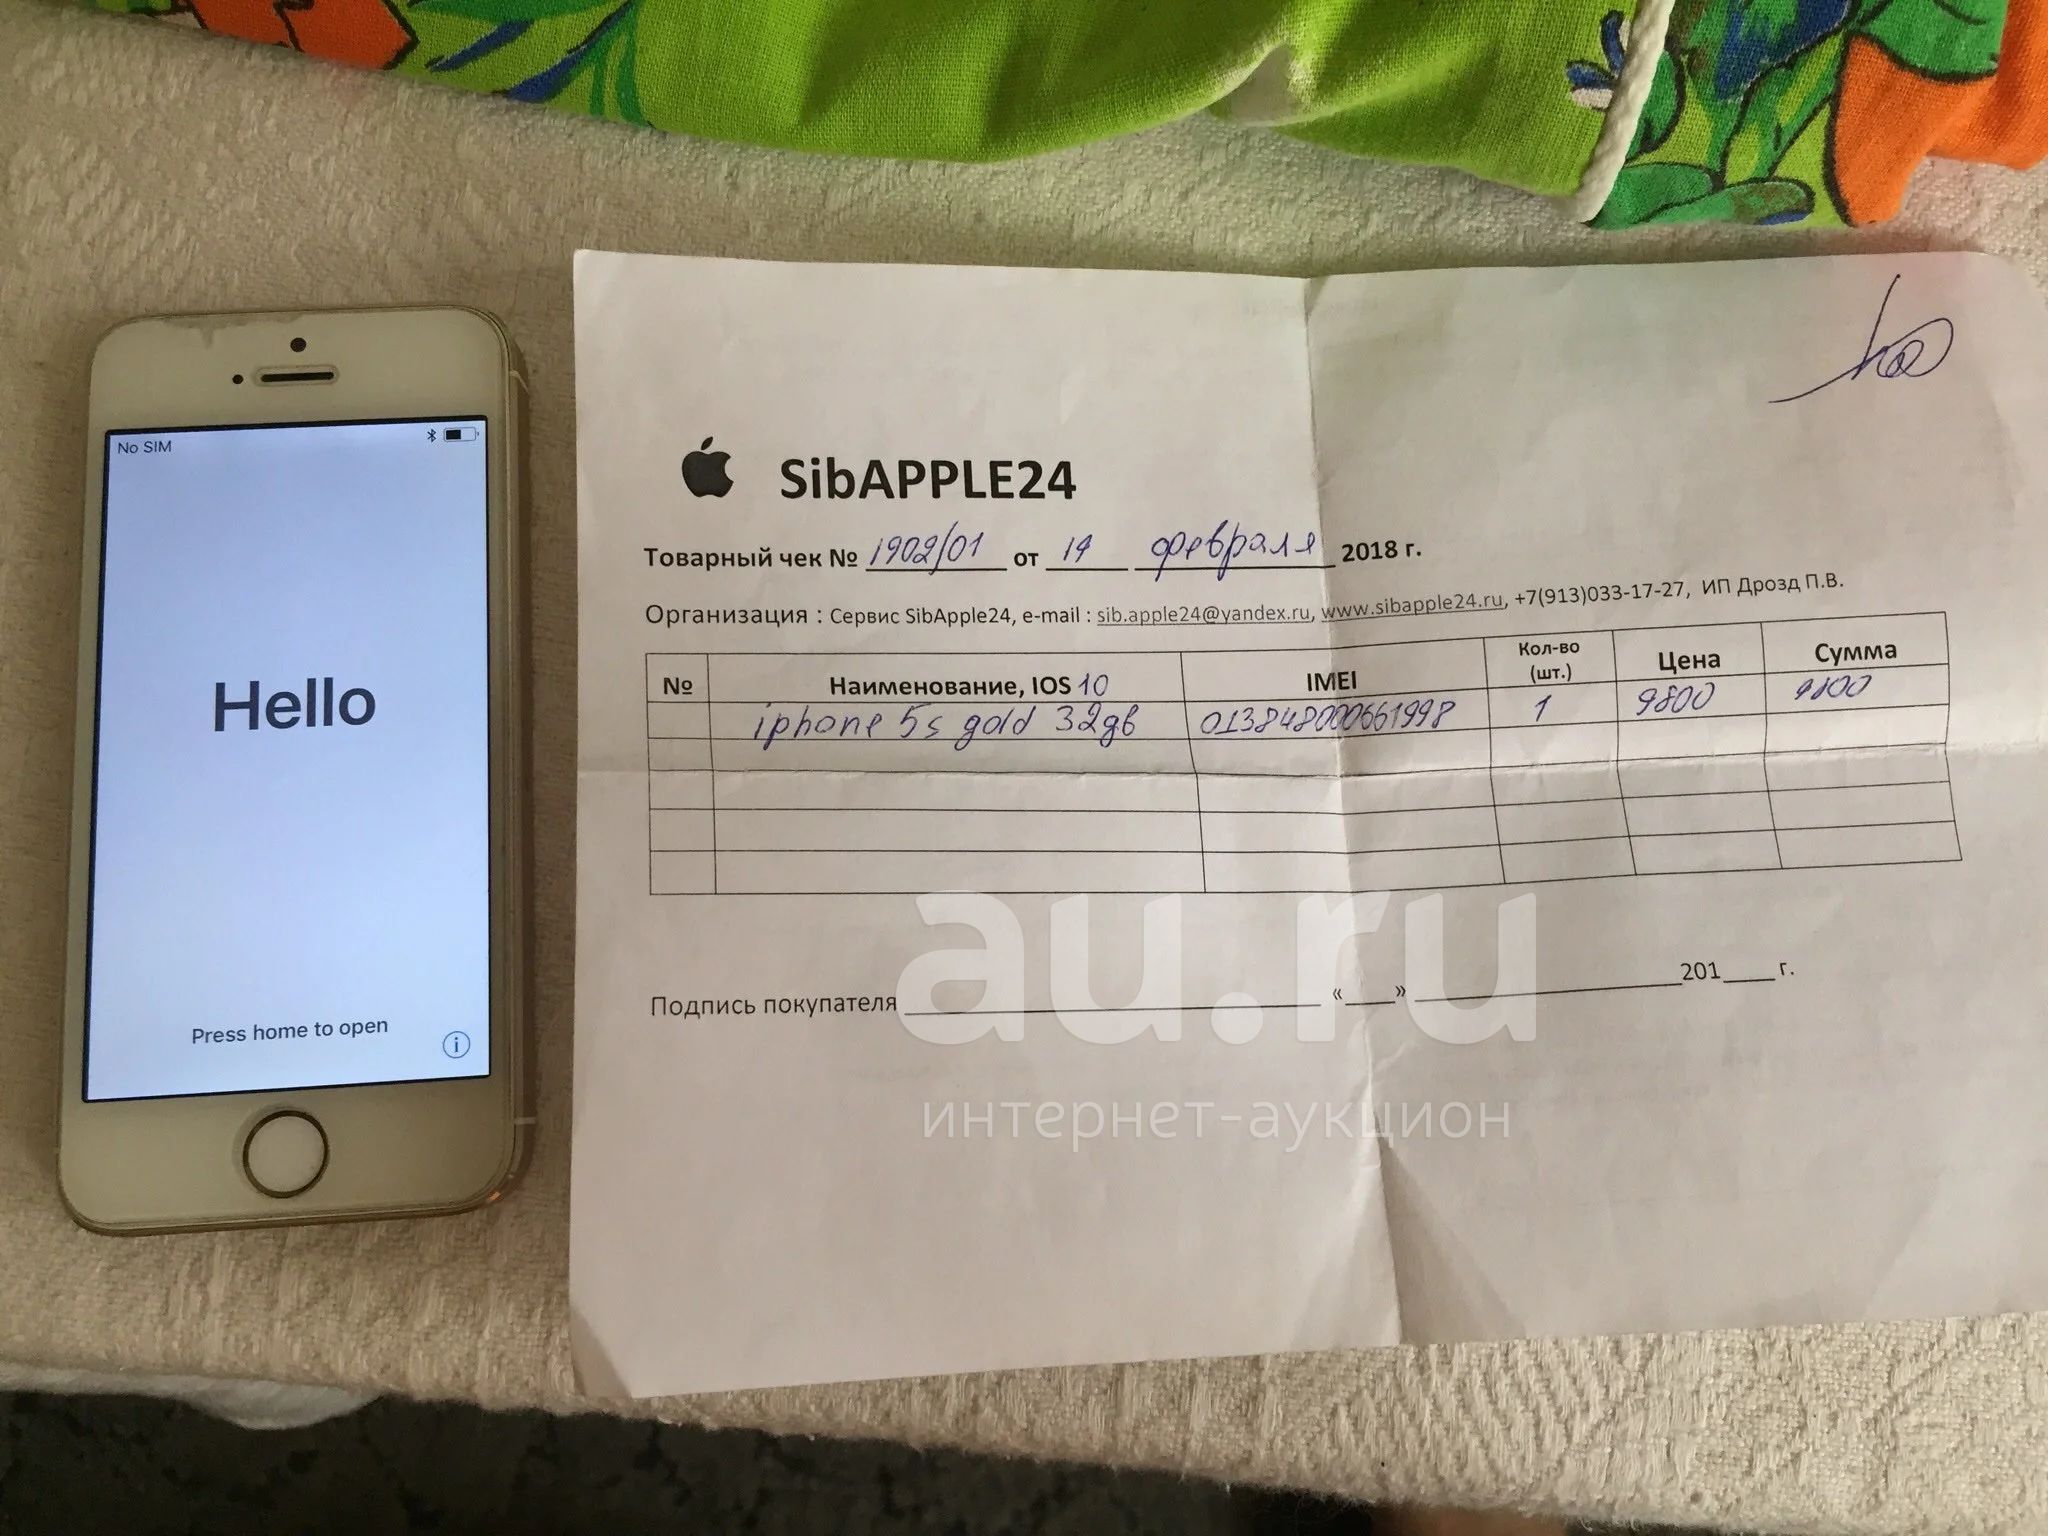 No SIM
Hello
Press home to open
SibAPPLE24
Товарный чек № 1902/01 от 19 февраля 2018 г.
Организация : Сервис SibApple24, e-mail : sib.apple24@yandex.ru, www.sibapple24.ru, +7(913)033-17-27, ИП Дрозд П.В.
№ Наименование, IOS 10 IMEI Кол-во (шт.) Цена Сумма
iphone 5s gold 32gb 013848000661998 1 9800 9800
Подпись покупателя «   » 201 г.
au.ru
интернет-аукцион